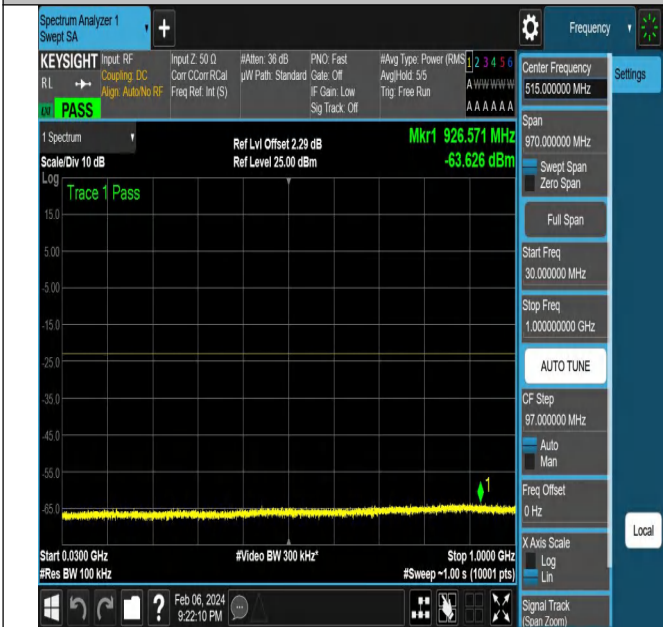 Spectrum Analyzer 1
Swept SA
+
Frequency
KEYSIGHT
Input: RF
Input Z: 50 Ω
#Atten: 36 dB
PNO: Fast
#Avg Type: Power (RMS
1 2 3 4 5 6
RL
Coupling: DC
Corr CCorr RCal
µW Path: Standard
Gate: Off
Avg|Hold: 5/5
A W W W W W
Align: Auto/No RF
Freq Ref: Int (S)
IF Gain: Low
Trig: Free Run
Sig Track: Off
A A A A A A
PASS
1 Spectrum
Ref Lvl Offset 2.29 dB
Mkr1 926.571 MHz
Scale/Div 10 dB
Ref Level 25.00 dBm
-63.626 dBm
Log
Trace 1 Pass
15.0
5.00
-5.00
-15.0
-25.0
-35.0
-45.0
-55.0
-65.0
1
Start 0.0300 GHz
#Video BW 300 kHz*
Stop 1.0000 GHz
#Res BW 100 kHz
#Sweep ~1.00 s (10001 pts)
?
Feb 06, 2024
9:22:10 PM
Center Frequency
515.000000 MHz
Settings
Span
970.000000 MHz
Swept Span
Zero Span
Full Span
Start Freq
30.000000 MHz
Stop Freq
1.000000000 GHz
AUTO TUNE
CF Step
97.000000 MHz
Auto
Man
Freq Offset
0 Hz
Local
X Axis Scale
Log
Lin
Signal Track
(Span Zoom)